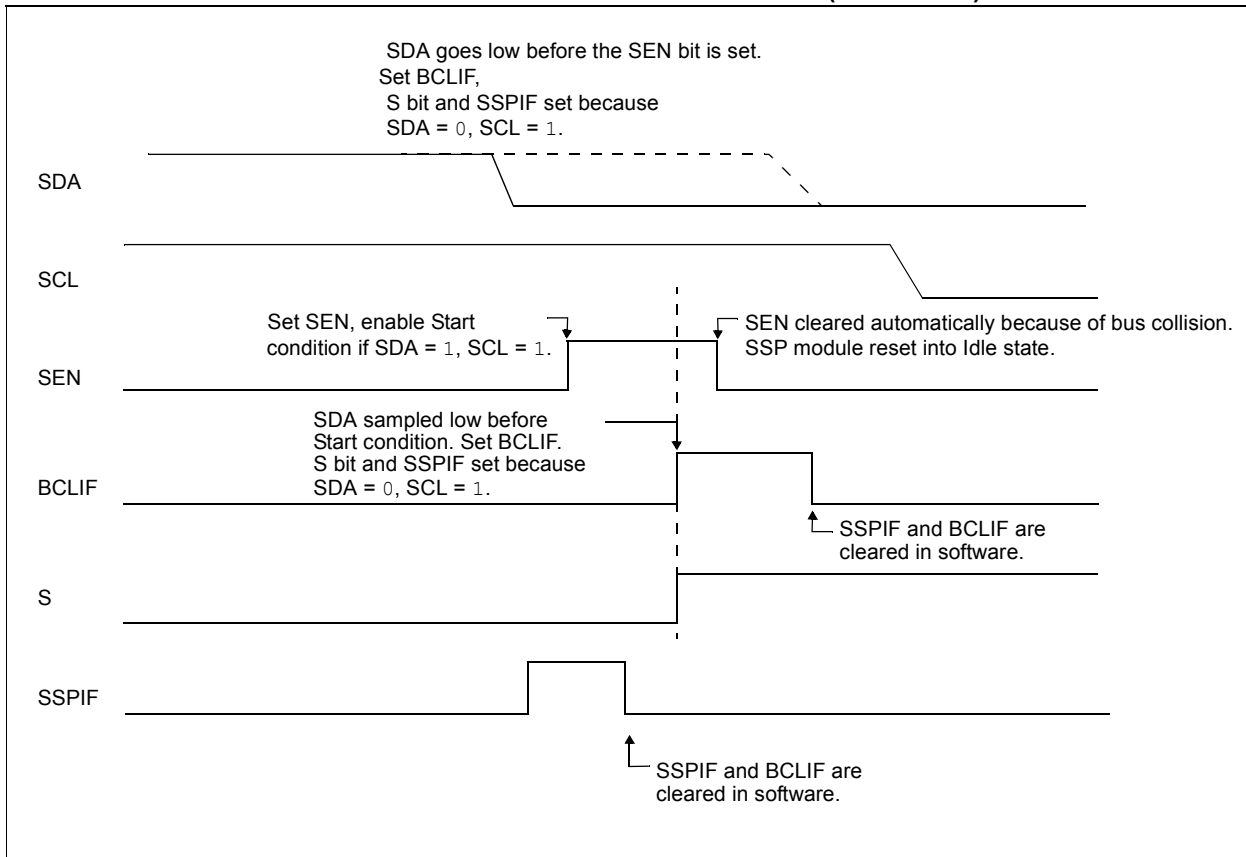 SDA goes low before the SEN bit is set.
Set BCLIF,
S bit and SSPIF set because
SDA = 0, SCL = 1.
SDA
SCL
Set SEN, enable Start
condition if SDA = 1, SCL = 1.
SEN cleared automatically because of bus collision.
SSP module reset into Idle state.
SEN
SDA sampled low before
Start condition. Set BCLIF.
S bit and SSPIF set because
SDA = 0, SCL = 1.
BCLIF
SSPIF and BCLIF are
cleared in software.
S
SSPIF
SSPIF and BCLIF are
cleared in software.